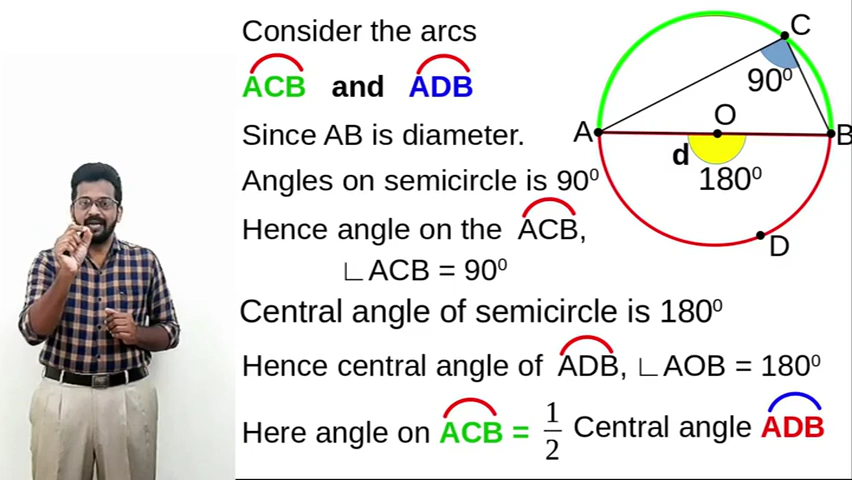 Consider the arcs
ACB and ADB
Since AB is diameter.
Angles on semicircle is 90⁰
Hence angle on the ACB,
∟ACB = 90⁰
Central angle of semicircle is 180⁰
Hence central angle of ADB, ∟AOB = 180⁰
Here angle on ACB = 1/2 Central angle ADB
C
90⁰
A
O
B
d
180⁰
D